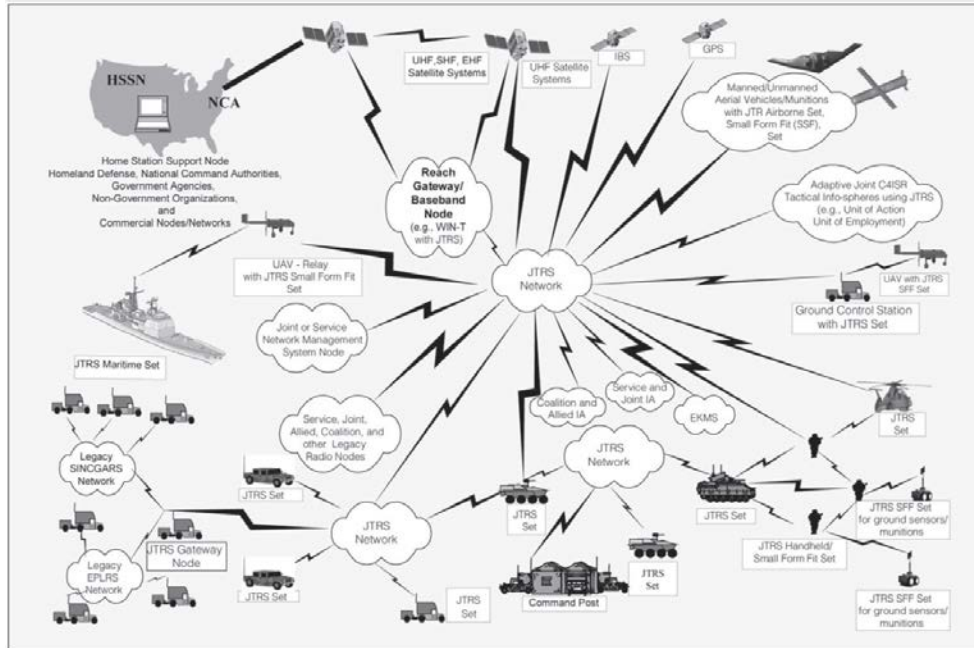 HSSN
NCA
Home Station Support Node
Homeland Defense, National Command Authorities,
Government Agencies,
Non-Government Organizations,
and
Commercial Nodes/Networks
UHF,SHF, EHF
Satellite Systems
UHF Satellite
Systems
IBS
GPS
Manned/Unmanned
Aerial Vehicles/Munitions
with JTR Airborne Set,
Small Form Fit (SSF),
Set
Reach
Gateway/
Baseband
Node
(e.g., WIN-T
with JTRS)
Adaptive Joint C4ISR
Tactical Info-spheres using JTRS
(e.g., Unit of Action
Unit of Employment)
UAV - Relay
with JTRS Small Form Fit
Set
JTRS
Network
UAV with JTRS
SFF Set
Ground Control Station
with JTRS Set
Joint or Service
Network Management
System Node
JTRS Maritime Set
Service, Joint,
Allied, Coalition, and
other Legacy
Radio Nodes
Coalition and
Allied IA
Service and
Joint IA
EKMS
JTRS
Set
Legacy
SINCGARS
Network
JTRS Set
JTRS
Network
JTRS
Network
JTRS
Set
JTRS Set
JTRS SFF Set
for ground sensors/
munitions
JTRS Gateway
Node
JTRS Handheld/
Small Form Fit Set
Legacy
EPLRS
Network
JTRS Set
JTRS
Set
Command Post
JTRS
Set
JTRS SFF Set
for ground sensors/
munitions